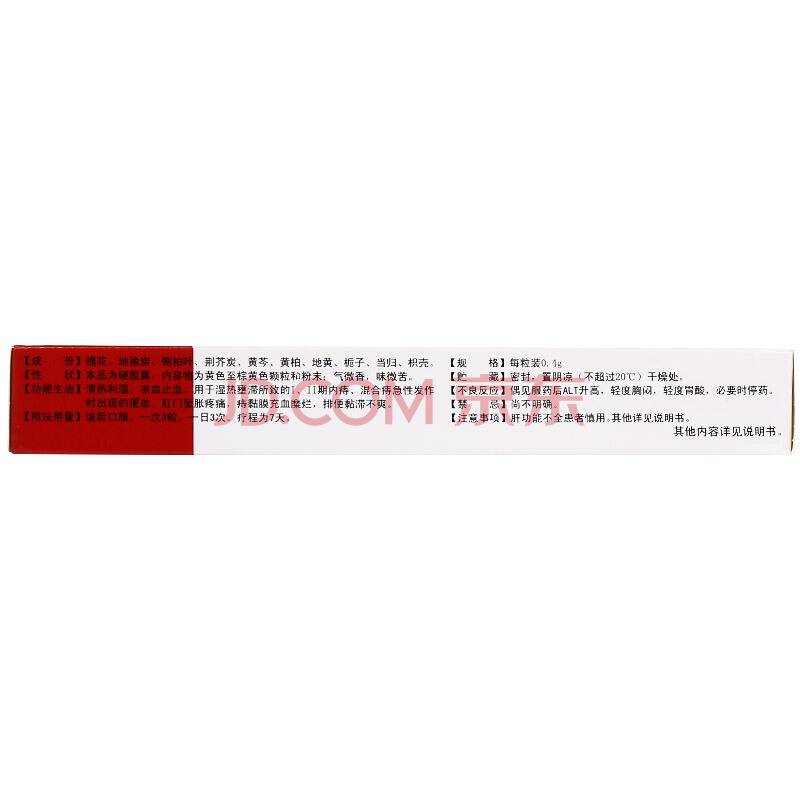 【成　份】槐花、地榆炭、侧柏叶、荆芥炭、黄芩、黄柏、地黄、栀子、当归、枳壳。
【性　状】本品为硬胶囊，内容物为黄色至棕黄色颗粒和粉末；气微香，味微苦。
【功能主治】清热利湿，凉血止血。用于湿热壅滞所致的I、II期内痔、混合痔急性发作
时出现的便血，肛门坠胀疼痛，痔黏膜充血糜烂，排便黏滞不爽。
【用法用量】饭后口服，一次3粒，一日3次，疗程为7天。
【规　格】每粒装0.4g
【贮　藏】密封，置阴凉（不超过20℃）干燥处。
【不良反应】偶见服药后ALT升高，轻度胸闷，轻度胃酸，必要时停药。
【禁　忌】尚不明确。
【注意事项】肝功能不全患者慎用。其他详见说明书。
其他内容详见说明书。
JD.COM 京东